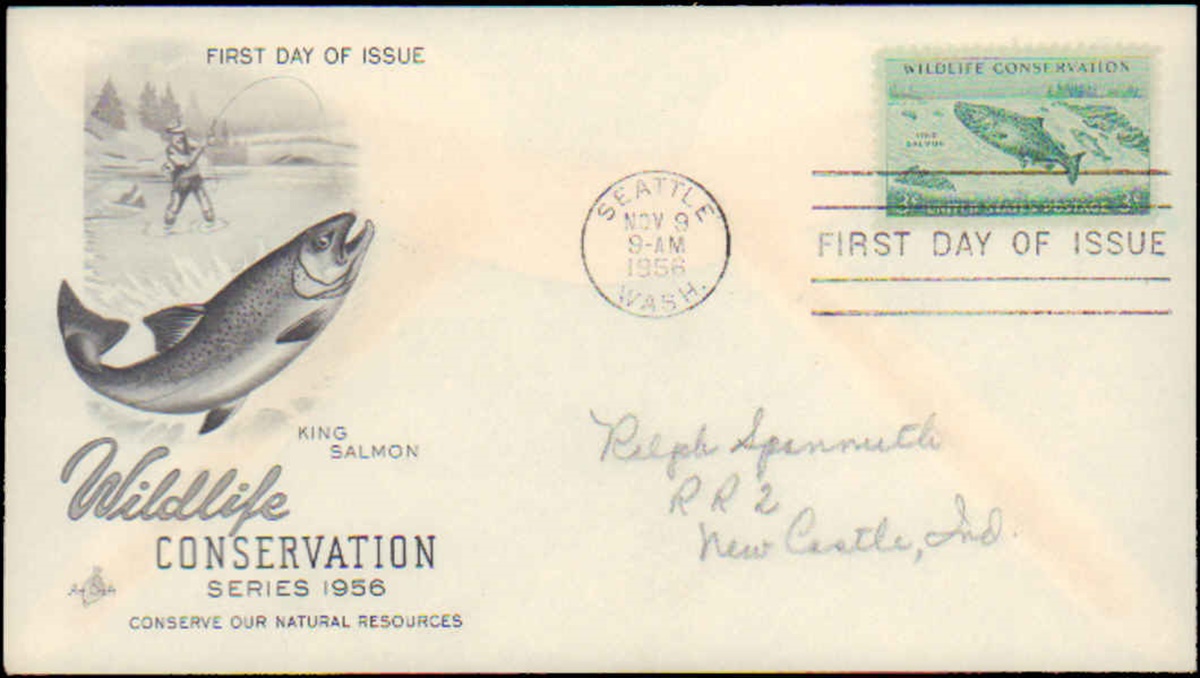 FIRST DAY OF ISSUE
WILDLIFE CONSERVATION
KING
SALMON
3¢ UNITED STATES POSTAGE 3¢
SEATTLE
NOV 9
9-AM
1956
WASH.
FIRST DAY OF ISSUE
KING
SALMON
Wildlife
CONSERVATION
SERIES 1956
CONSERVE OUR NATURAL RESOURCES
Ralph Spannuth
R R 2
New Castle, Ind.